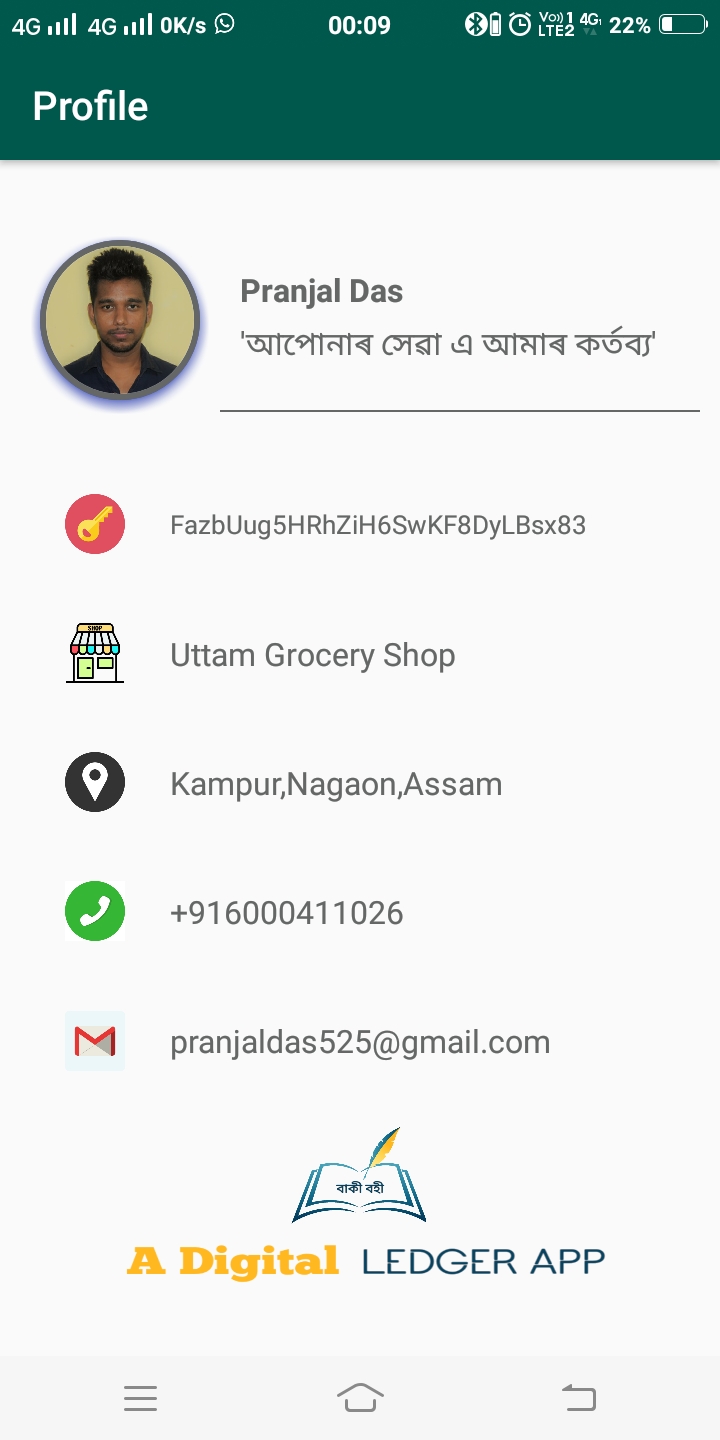 4G 4G 0K/s 00:09 Vo)) 1 LTE2 4G 22%
Profile
Pranjal Das
'আপোনাৰ সেৱা এ আমাৰ কৰ্তব্য'
FazbUug5HRhZiH6SwKF8DyLBsx83
SHOP
Uttam Grocery Shop
Kampur,Nagaon,Assam
+916000411026
pranjaldas525@gmail.com
বাকী বহী
A Digital LEDGER APP